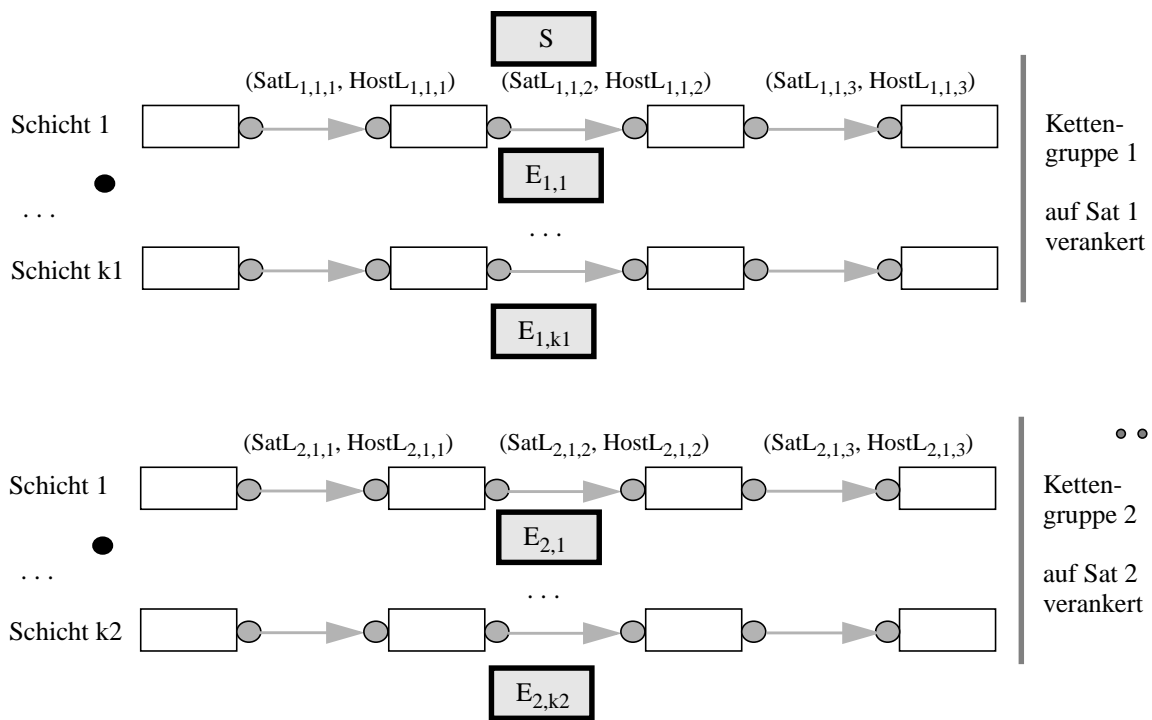 S
(SatL1,1,1, HostL1,1,1) (SatL1,1,2, HostL1,1,2) (SatL1,1,3, HostL1,1,3)
Schicht 1
Ketten-
gruppe 1
E1,1
auf Sat 1
verankert
. . .
. . .
Schicht k1
E1,k1
(SatL2,1,1, HostL2,1,1) (SatL2,1,2, HostL2,1,2) (SatL2,1,3, HostL2,1,3)
Schicht 1
Ketten-
gruppe 2
E2,1
auf Sat 2
verankert
. . .
. . .
Schicht k2
E2,k2